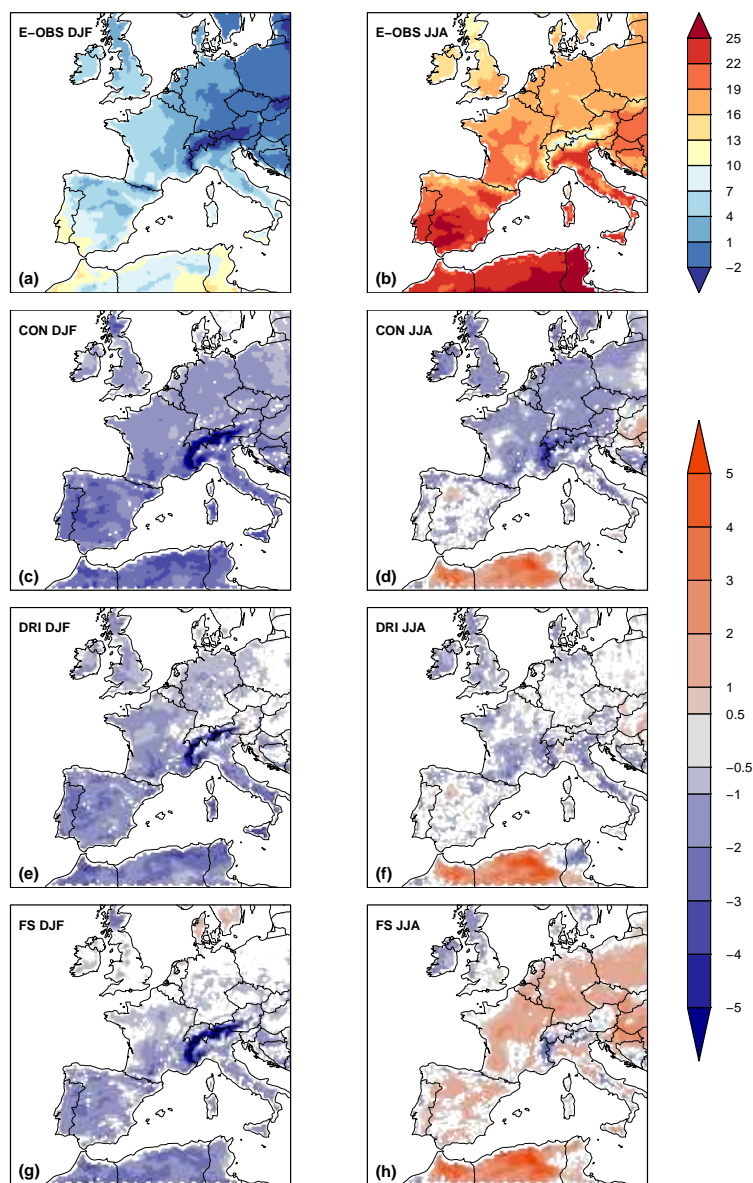 E−OBS DJF
(a)
E−OBS JJA
(b)
25
22
19
16
13
10
7
4
1
−2
CON DJF
(c)
CON JJA
(d)
DRI DJF
(e)
DRI JJA
(f)
FS DJF
(g)
FS JJA
(h)
5
4
3
2
1
0.5
−0.5
−1
−2
−3
−4
−5